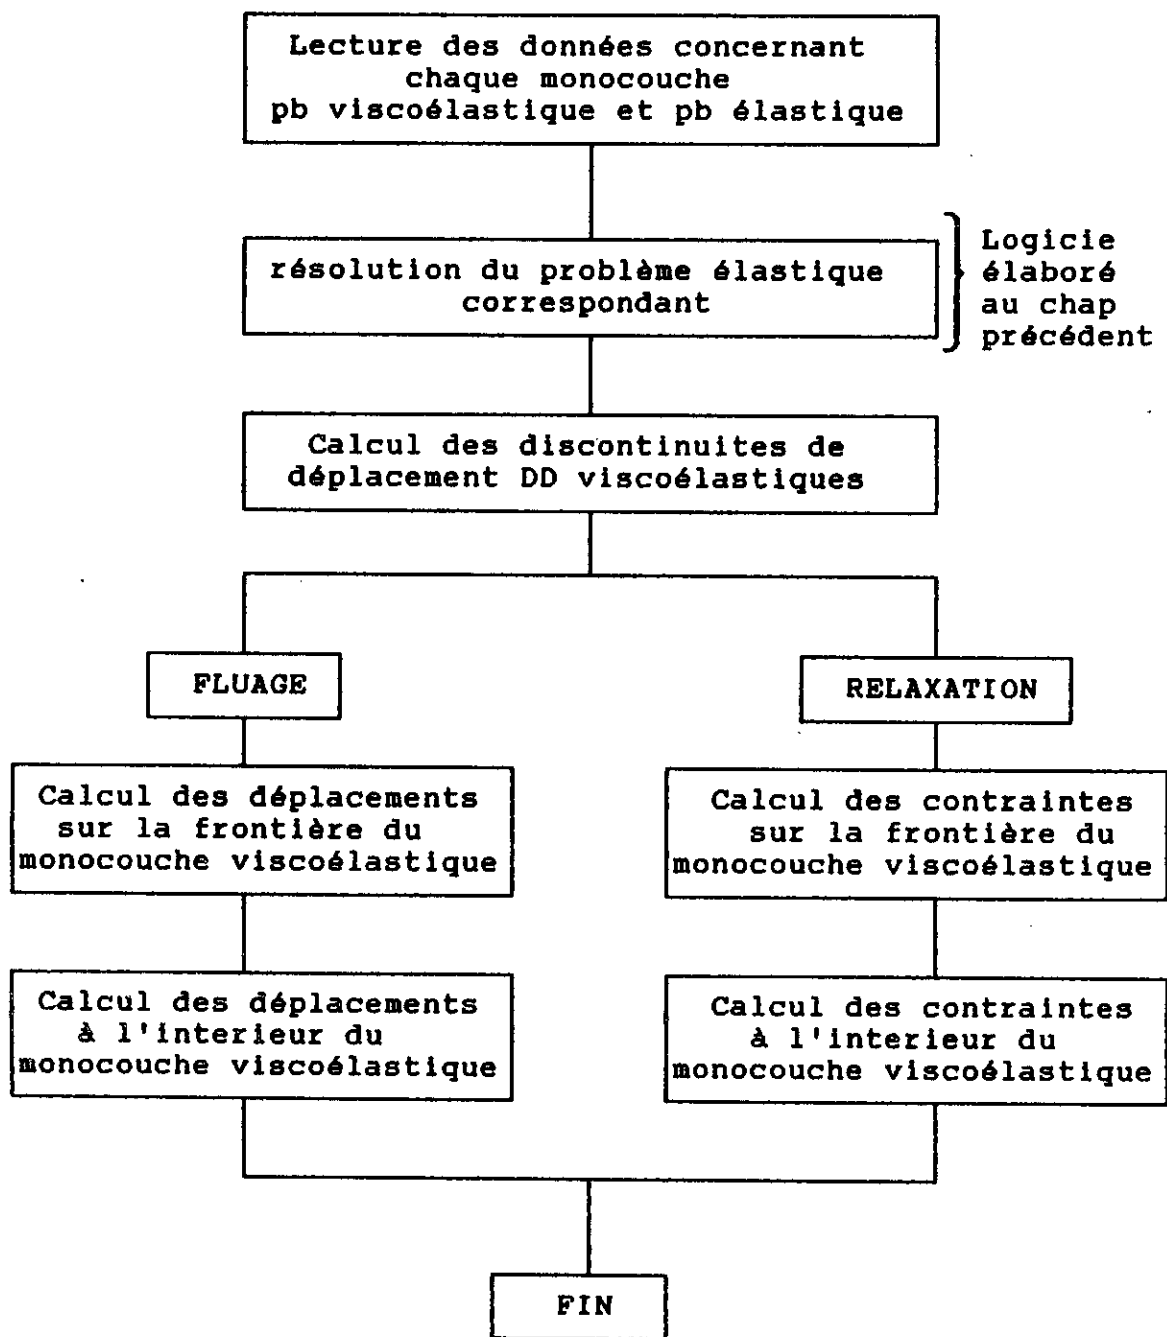 Lecture des données concernant
chaque monocouche
pb viscoélastique et pb élastique
résolution du problème élastique
correspondant
Logicie
élaboré
au chap
précédent
Calcul des discontinuites de
déplacement DD viscoélastiques
FLUAGE
RELAXATION
Calcul des déplacements
sur la frontière du
monocouche viscoélastique
Calcul des contraintes
sur la frontière du
monocouche viscoélastique
Calcul des déplacements
à l'interieur du
monocouche viscoélastique
Calcul des contraintes
à l'interieur du
monocouche viscoélastique
FIN